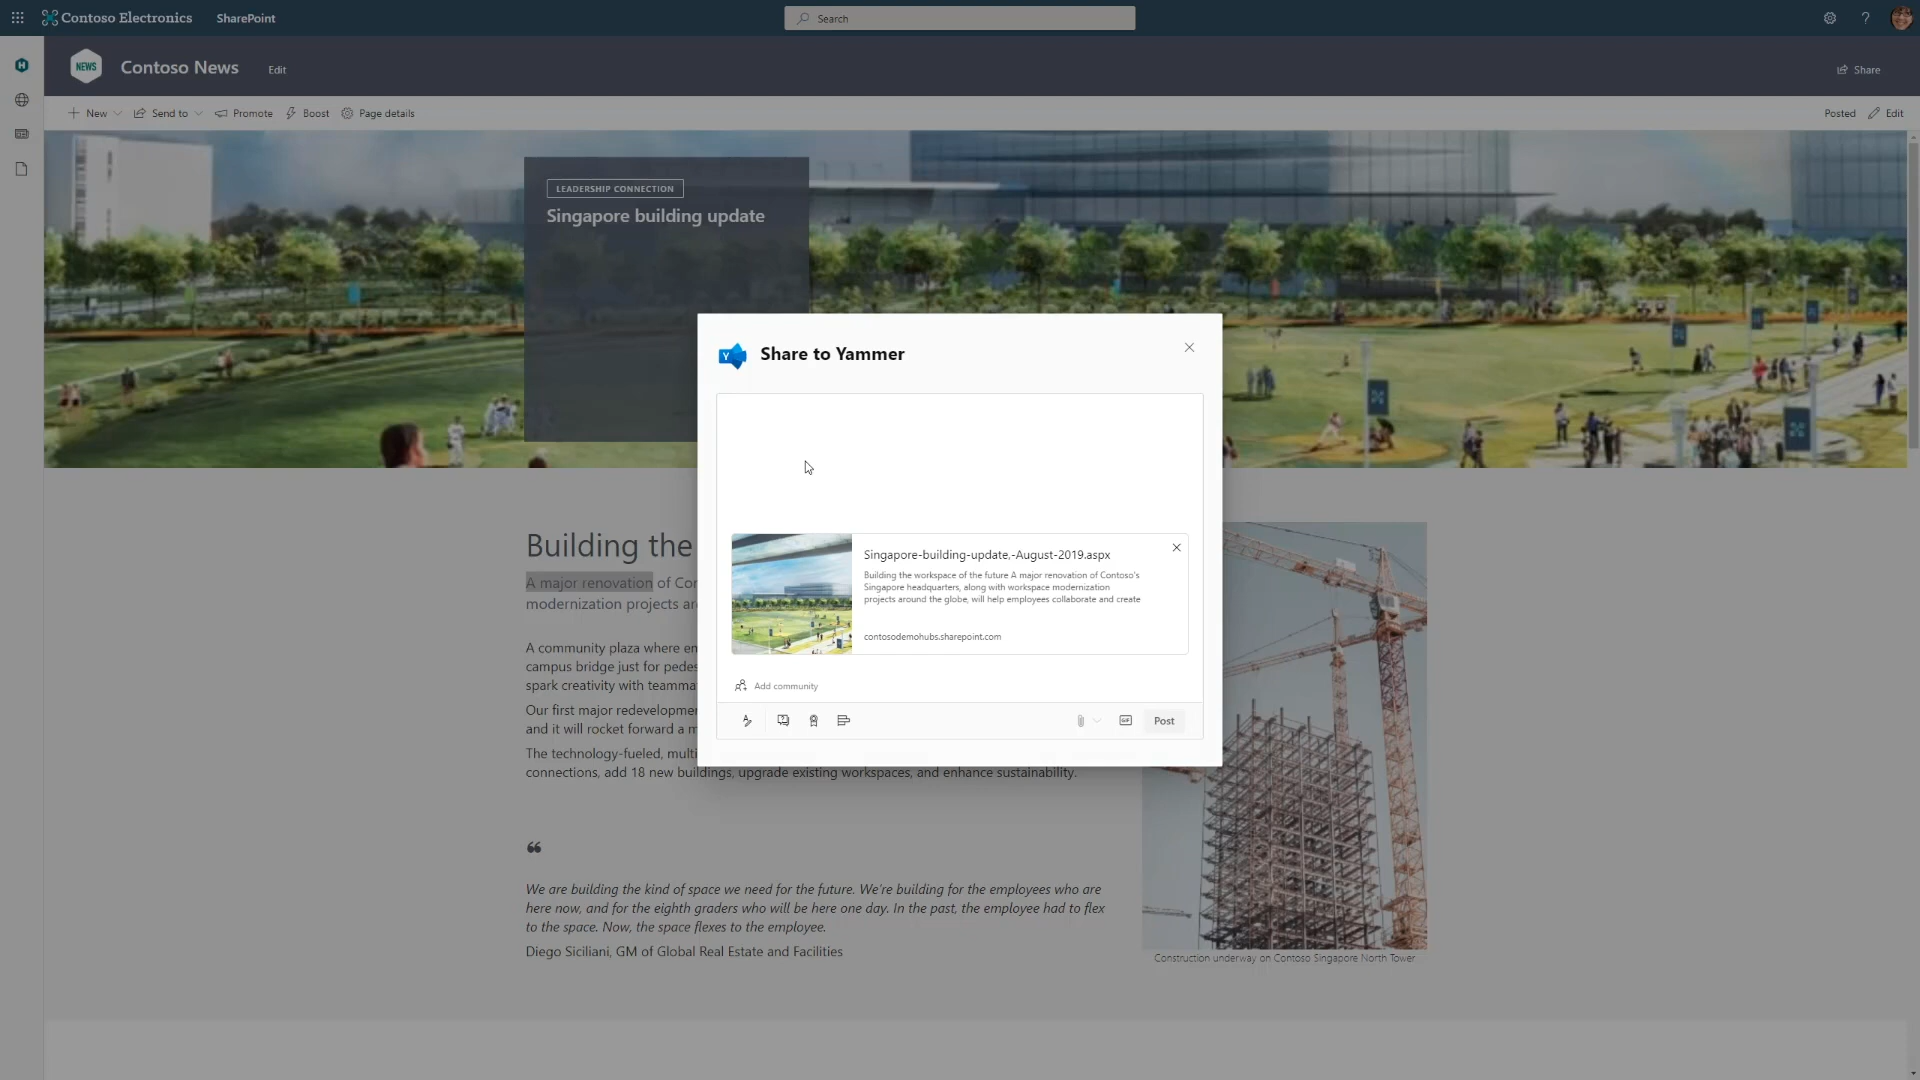 Contoso Electronics
SharePoint
Search
NEWS
Contoso News
Edit
Share
New
Send to
Promote
Boost
Page details
Posted
Edit
LEADERSHIP CONNECTION
Singapore building update
Share to Yammer
Singapore-building-update,-August-2019.aspx
Building the workspace of the future A major renovation of Contoso's
Singapore headquarters, along with workspace modernization
projects around the globe, will help employees collaborate and create
contosodemohubs.sharepoint.com
Add community
GIF
Post
Building the
A major renovation of Con
modernization projects ar
A community plaza where em
campus bridge just for pedes
spark creativity with teamma
Our first major redevelopmen
and it will rocket forward a m
The technology-fueled, multi
connections, add 18 new buildings, upgrade existing workspaces, and enhance sustainability.
❝
We are building the kind of space we need for the future. We're building for the employees who are
here now, and for the eighth graders who will be here one day. In the past, the employee had to flex
to the space. Now, the space flexes to the employee.
Diego Siciliani, GM of Global Real Estate and Facilities
Construction underway on Contoso Singapore North Tower